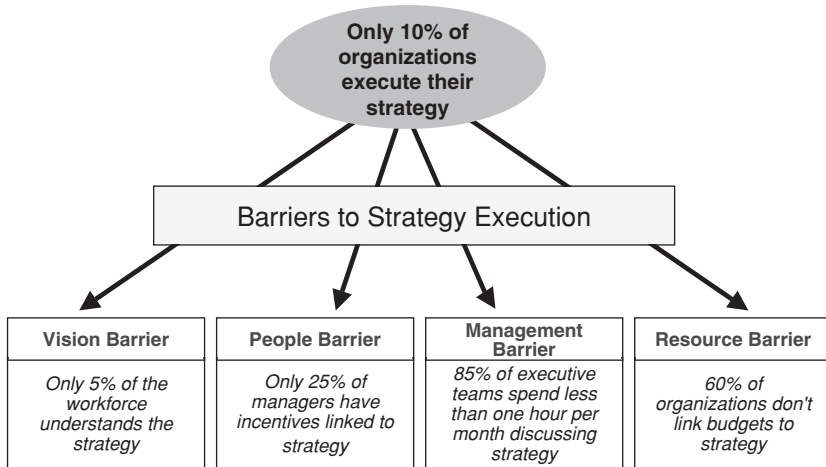 Only 10% of
organizations
execute their
strategy
Barriers to Strategy Execution
Vision Barrier
Only 5% of the
workforce
understands the
strategy
People Barrier
Only 25% of
managers have
incentives linked to
strategy
Management
Barrier
85% of executive
teams spend less
than one hour per
month discussing
strategy
Resource Barrier
60% of
organizations don't
link budgets to
strategy